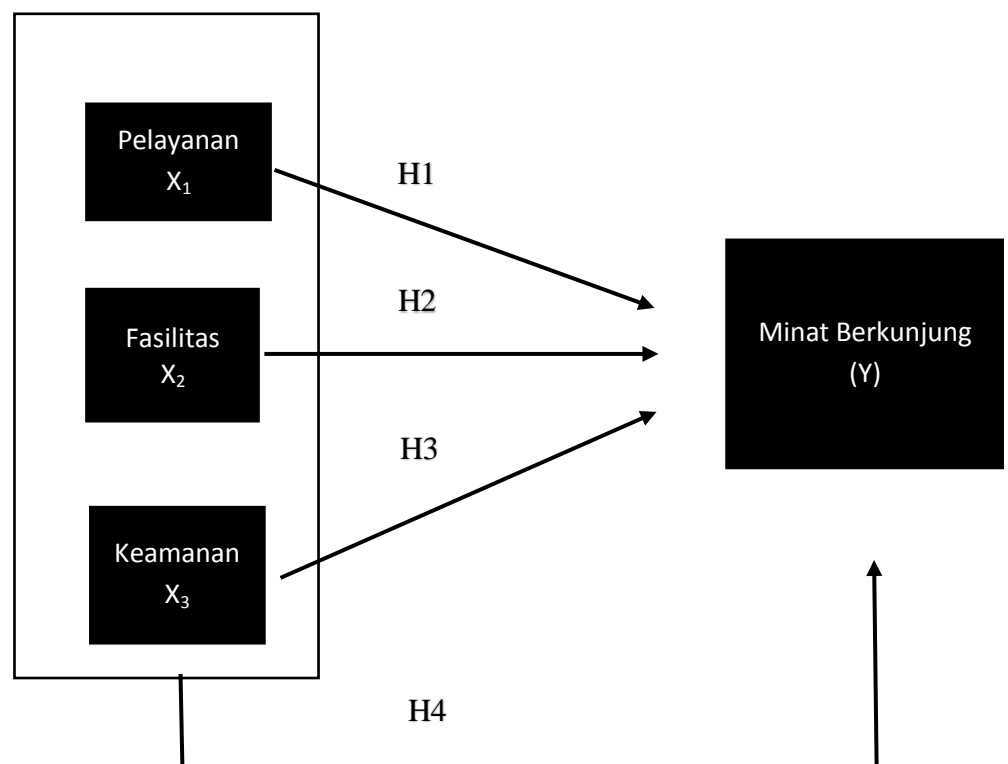 Pelayanan
X₁
H1
Fasilitas
X₂
H2
Minat Berkunjung
(Y)
Keamanan
X₃
H3
H4